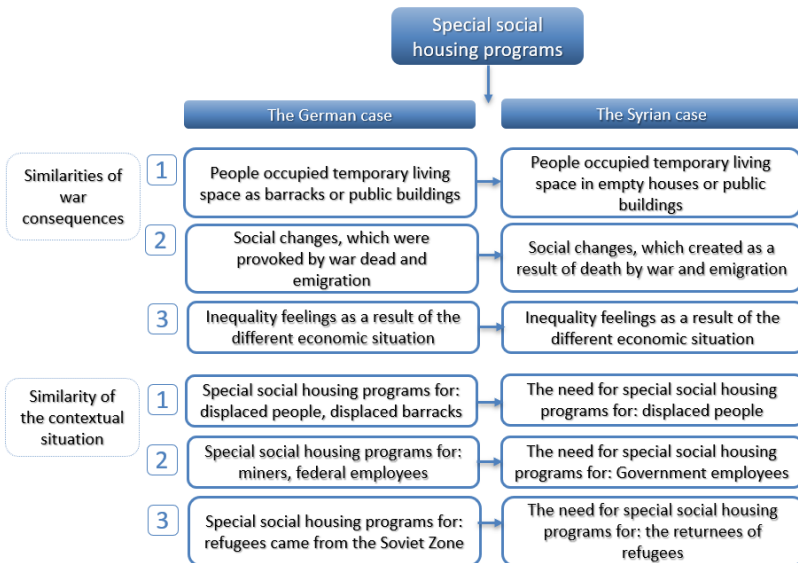 Special social
housing programs
The German case
The Syrian case
Similarities of
war
consequences
1
People occupied temporary living
space as barracks or public buildings
People occupied temporary living
space in empty houses or public
buildings
2
Social changes, which were
provoked by war dead and
emigration
Social changes, which created as a
result of death by war and emigration
3
Inequality feelings as a result of the
different economic situation
Inequality feelings as a result of the
different economic situation
Similarity of
the contextual
situation
1
Special social housing programs for:
displaced people, displaced barracks
The need for special social housing
programs for: displaced people
2
Special social housing programs for:
miners, federal employees
The need for special social housing
programs for: Government employees
3
Special social housing programs for:
refugees came from the Soviet Zone
The need for special social housing
programs for: the returnees of
refugees